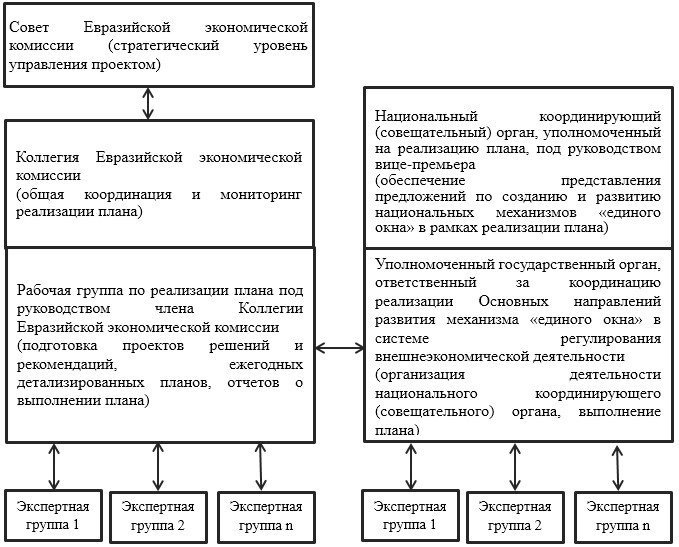 Совет Евразийской экономической
комиссии (стратегический уровень
управления проектом)
Коллегия Евразийской экономической
комиссии
(общая координация и мониторинг
реализации плана)
Рабочая группа по реализации плана под
руководством члена Коллегии
Евразийской экономической комиссии
(подготовка проектов решений и
рекомендаций, ежегодных
детализированных планов, отчетов о
выполнении плана)
Экспертная
группа 1
Экспертная
группа 2
Экспертная
группа n
Национальный координирующий
(совещательный) орган, уполномоченный
на реализацию плана, под руководством
вице-премьера
(обеспечение представления
предложений по созданию и развитию
национальных механизмов «единого
окна» в рамках реализации плана)
Уполномоченный государственный орган,
ответственный за координацию
реализации Основных направлений
развития механизма «единого окна» в
системе регулирования
внешнеэкономической деятельности
(организация деятельности
национального координирующего
(совещательного) органа, выполнение
плана)
Экспертная
группа 1
Экспертная
группа 2
Экспертная
группа n